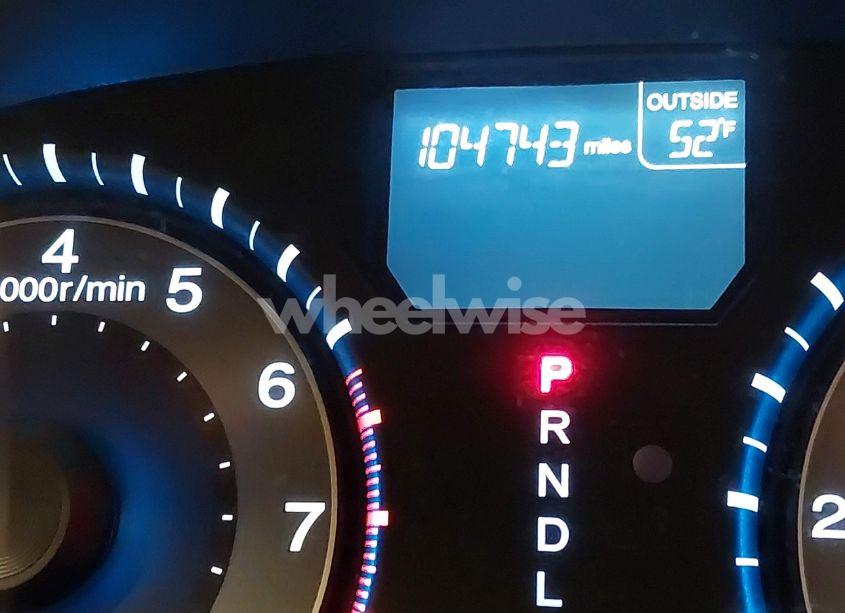 OUTSIDE
104743 miles 52°F
4
000r/min 5
wheelwise
6
P
R
7 N 2
D
L